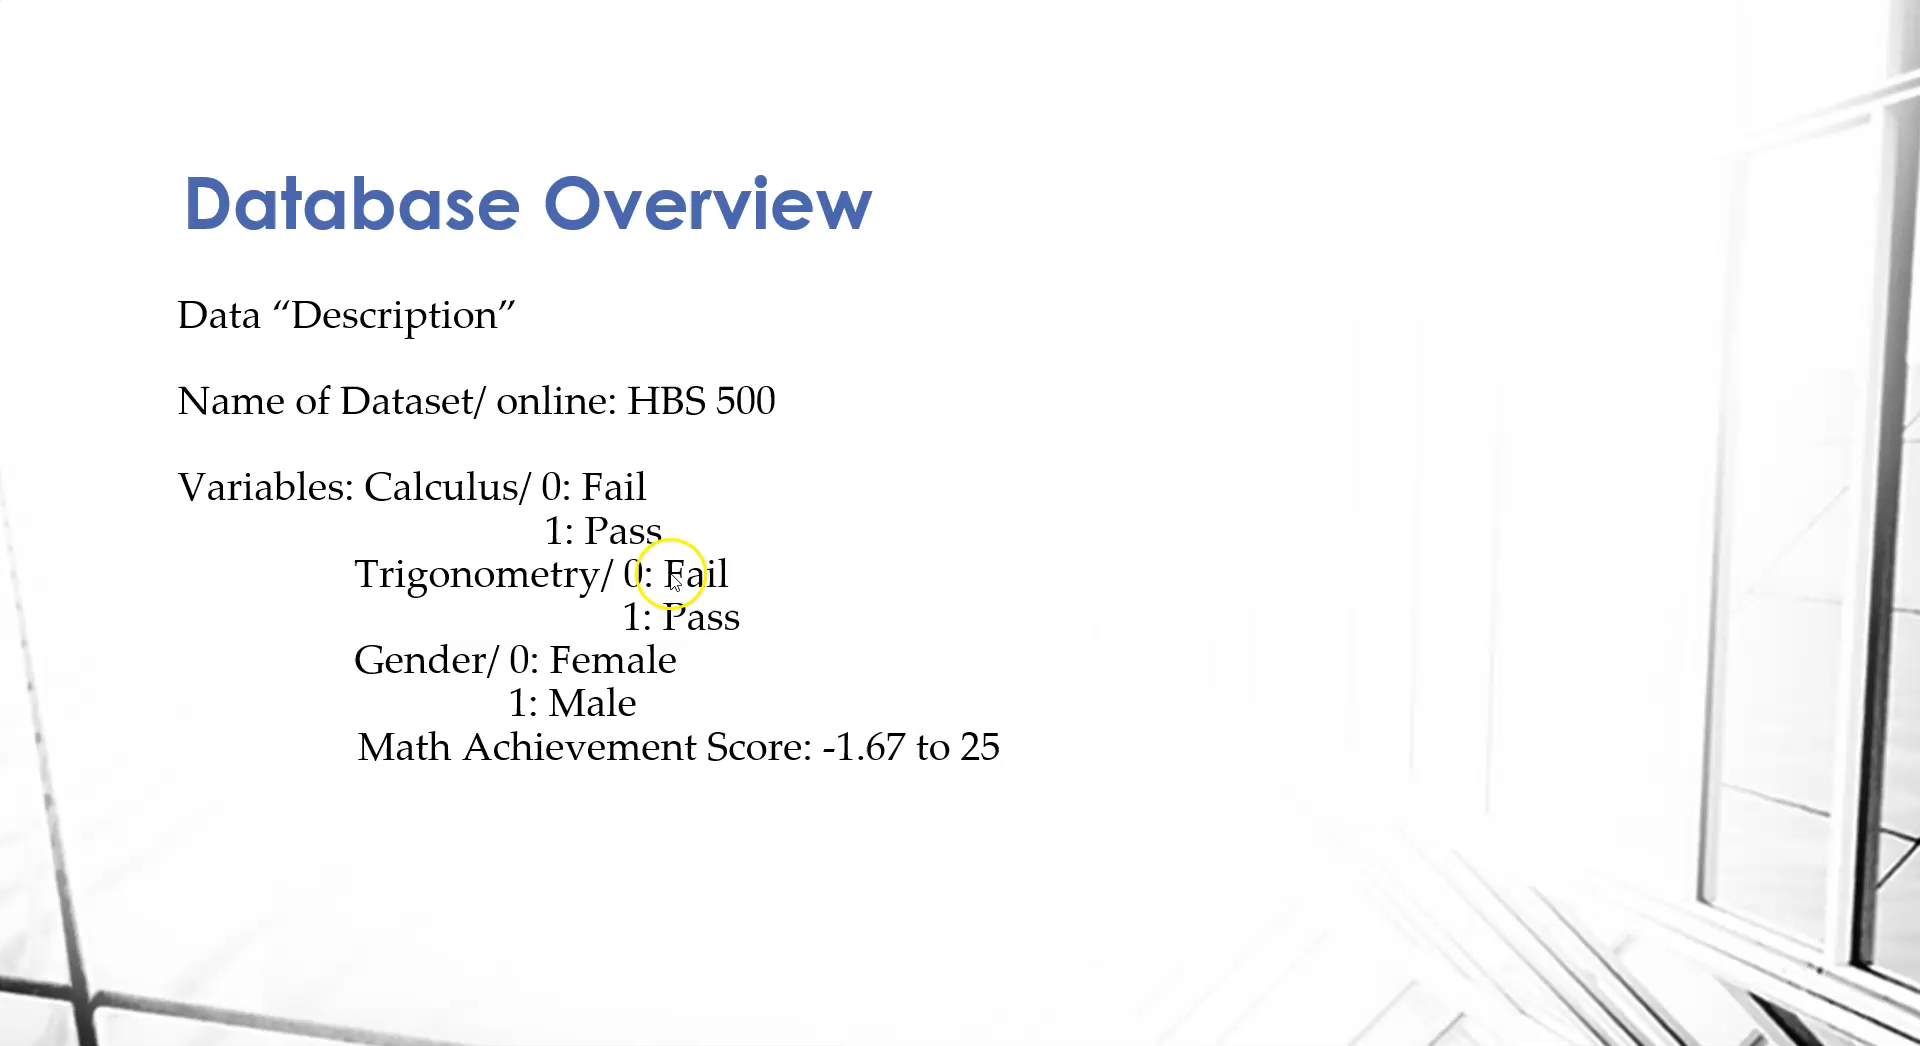 Database Overview
Data “Description”
Name of Dataset/ online: HBS 500
Variables: Calculus/ 0: Fail
1: Pass
Trigonometry/ 0: Fail
1: Pass
Gender/ 0: Female
1: Male
Math Achievement Score: -1.67 to 25